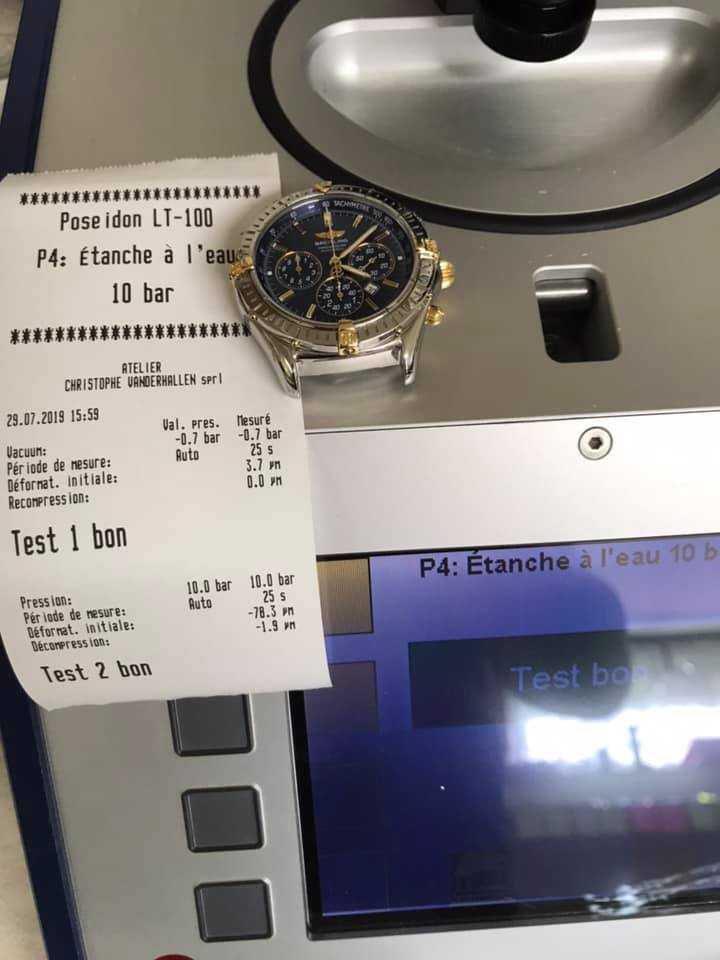 ************************
Poseidon LT-100
P4: Étanche à l'eau
10 bar
************************
ATELIER
CHRISTOPHE VANDERHALLEN sprl
29.07.2019 15:59
Val. pres. Mesuré
Vacuum: -0.7 bar -0.7 bar
Période de mesure: Auto 25 s
Déformat. initiale: 3.7 µm
Recompression: 0.0 µm
Test 1 bon
Pression: 10.0 bar 10.0 bar
Période de mesure: Auto 25 s
Déformat. initiale: -78.3 µm
Décompression: -1.9 µm
Test 2 bon
TACHYMETRE
BREITLING
P4: Étanche à l'eau 10 b
Test bon